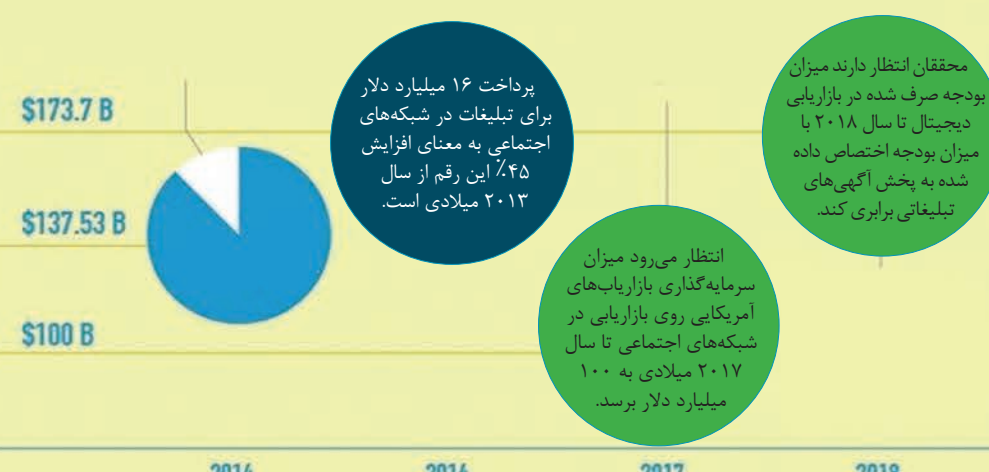 $173.7 B
$137.53 B
$100 B
پرداخت ۱۶ میلیارد دلار
برای تبلیغات در شبکه‌های
اجتماعی به معنای افزایش
۴۵٪ این رقم از سال
۲۰۱۳ میلادی است.
انتظار می‌رود میزان
سرمایه‌گذاری بازاریاب‌های
آمریکایی روی بازاریابی در
شبکه‌های اجتماعی تا سال
۲۰۱۷ میلادی به ۱۰۰
میلیارد دلار برسد.
محققان انتظار دارند میزان
بودجه صرف شده در بازاریابی
دیجیتال تا سال ۲۰۱۸ با
میزان بودجه اختصاص داده
شده به پخش آگهی‌های
تبلیغاتی برابری کند.
2014 2016 2017 2018